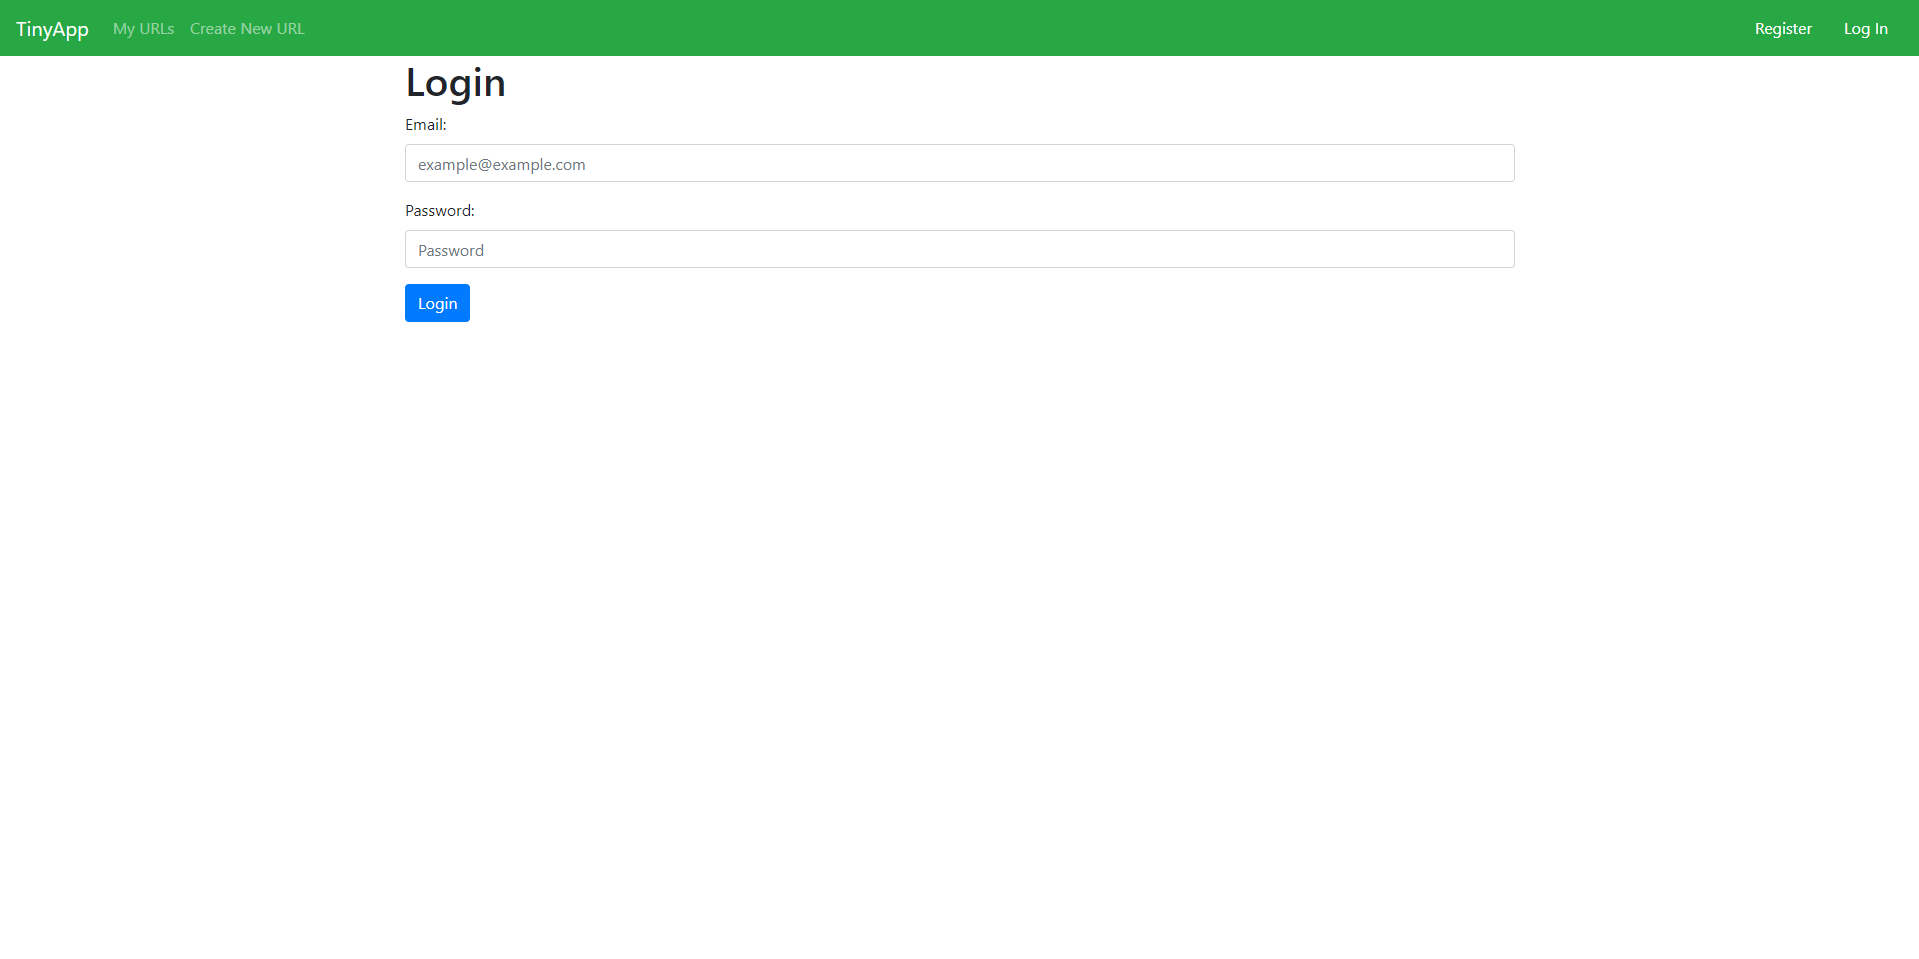 TinyApp My URLs Create New URL Register Log In
Login
Email:
example@example.com
Password:
Password
Login